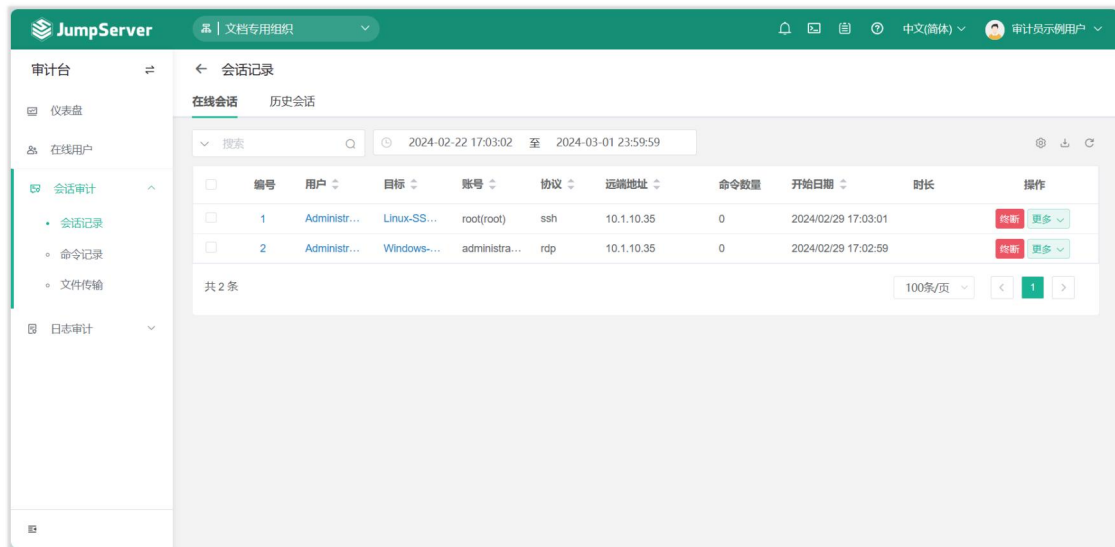 JumpServer 文档专用组织 中文(简体) 审计员示例用户
审计台
会话记录
在线会话 历史会话
仪表盘
在线用户
会话审计
会话记录
命令记录
文件传输
日志审计
搜索 2024-02-22 17:03:02 至 2024-03-01 23:59:59
编号 用户 目标 账号 协议 远端地址 命令数量 开始日期 时长 操作
1 Administr... Linux-SS... root(root) ssh 10.1.10.35 0 2024/02/29 17:03:01 终断 更多
2 Administr... Windows-... administra... rdp 10.1.10.35 0 2024/02/29 17:02:59 终断 更多
共 2 条 100条/页 1